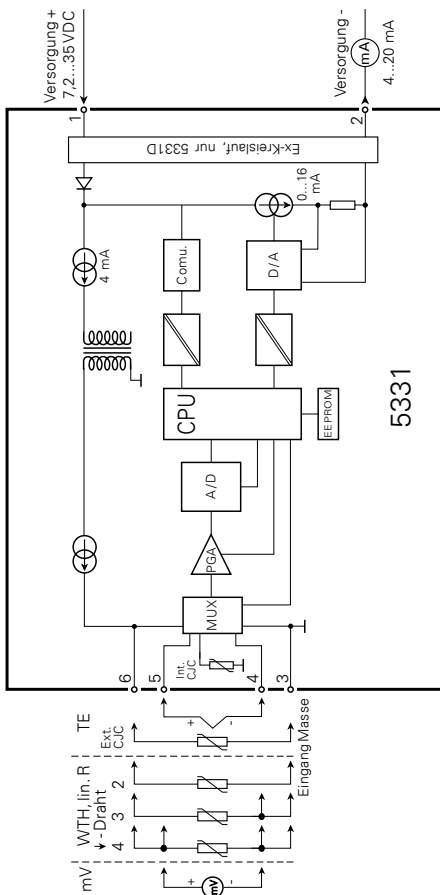 Versorgung +
7,2...35 VDC
Versorgung -
mA
4...20 mA
1
2
Ex-Kreislauf, nur 5331D
4 mA
0...16
mA
Comu.
D/A
CPU
EEPROM
5331
A/D
PGA
MUX
Int.
CJC
6
5
4
3
TE
Ext.
CJC
+
-
Eingang Masse
WTH, lin. R
- Draht
2
3
4
mV
+
mV
-